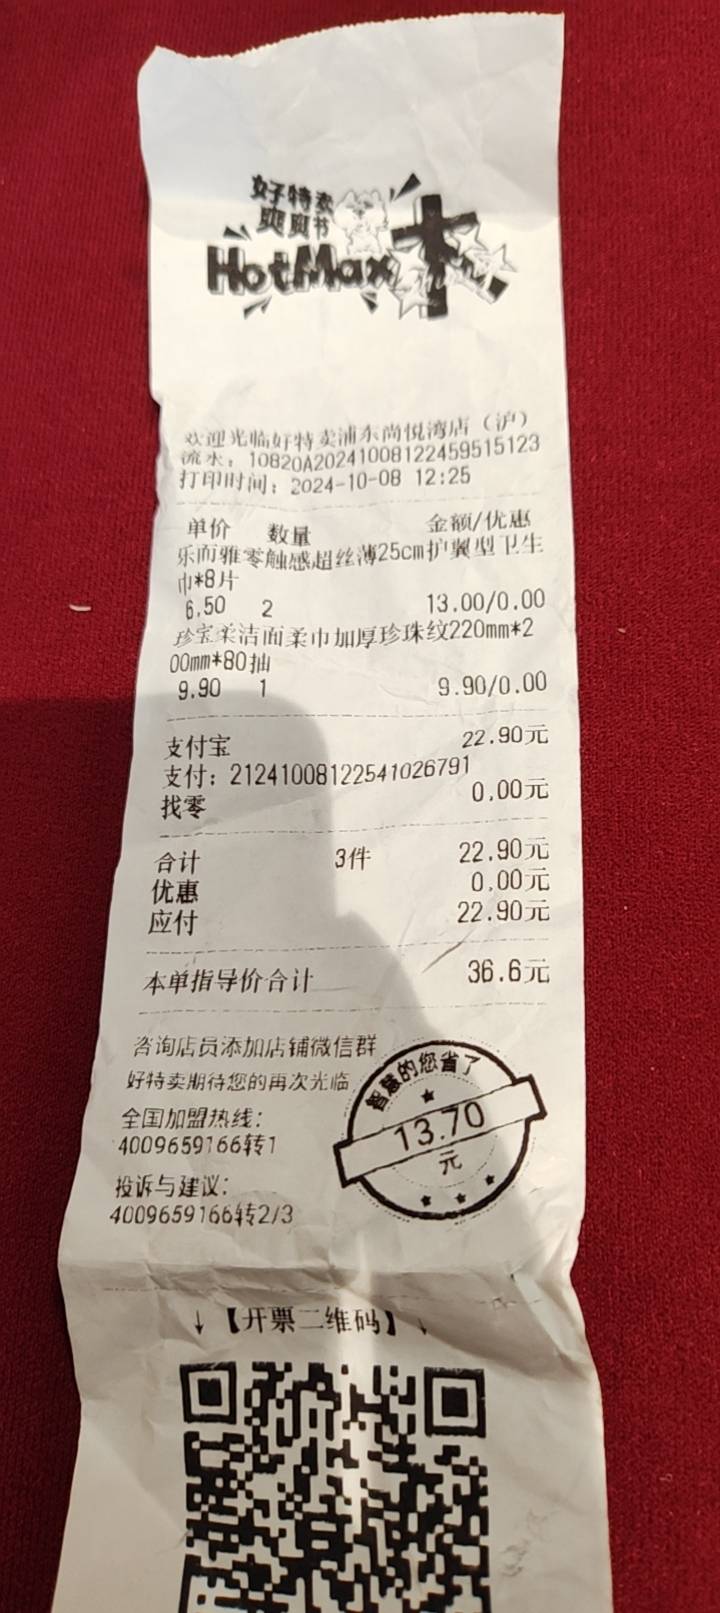 好特卖
爽爽节
HotMax
欢迎光临好特卖浦东尚悦湾店（沪）
流水：10820A202410081224595​15123
打印时间：2024-10-08 12:25
单价 数量 金额/优惠
乐而雅零触感超丝薄25cm护翼型卫生
巾*8片
6.50 2 13.00/0.00
珍宝柔洁面柔巾加厚珍珠纹220mm*2
00mm*80抽
9.90 1 9.90/0.00
支付宝 22.90元
支付：21241008122541026791
找零 0.00元
合计 3件 22.90元
优惠 0.00元
应付 22.90元
本单指导价合计 36.6元
咨询店员添加店铺微信群
好特卖期待您的再次光临
全国加盟热线：
4009659166转1
投诉与建议：
4009659166转2/3
智慧的您省了
13.70
元
↓【开票二维码】↓